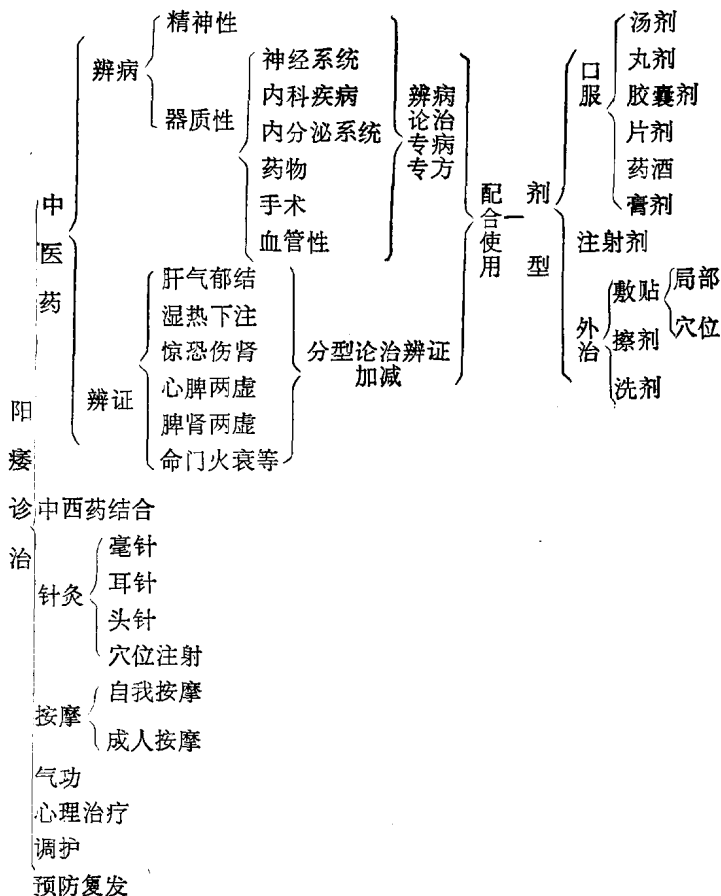 阳痿诊治
中医药
辨病
精神性
器质性
神经系统
内科疾病
内分泌系统
药物
手术
血管性
辨病论治专病专方
辨证
肝气郁结
湿热下注
惊恐伤肾
心脾两虚
脾肾两虚
命门火衰等
分型论治辨证
加减
配合使用
剂型
口服
汤剂
丸剂
胶囊剂
片剂
药酒
膏剂
注射剂
外治
敷贴
局部
穴位
擦剂
洗剂
中西药结合
针灸
毫针
耳针
头针
穴位注射
按摩
自我按摩
成人按摩
气功
心理治疗
调护
预防复发